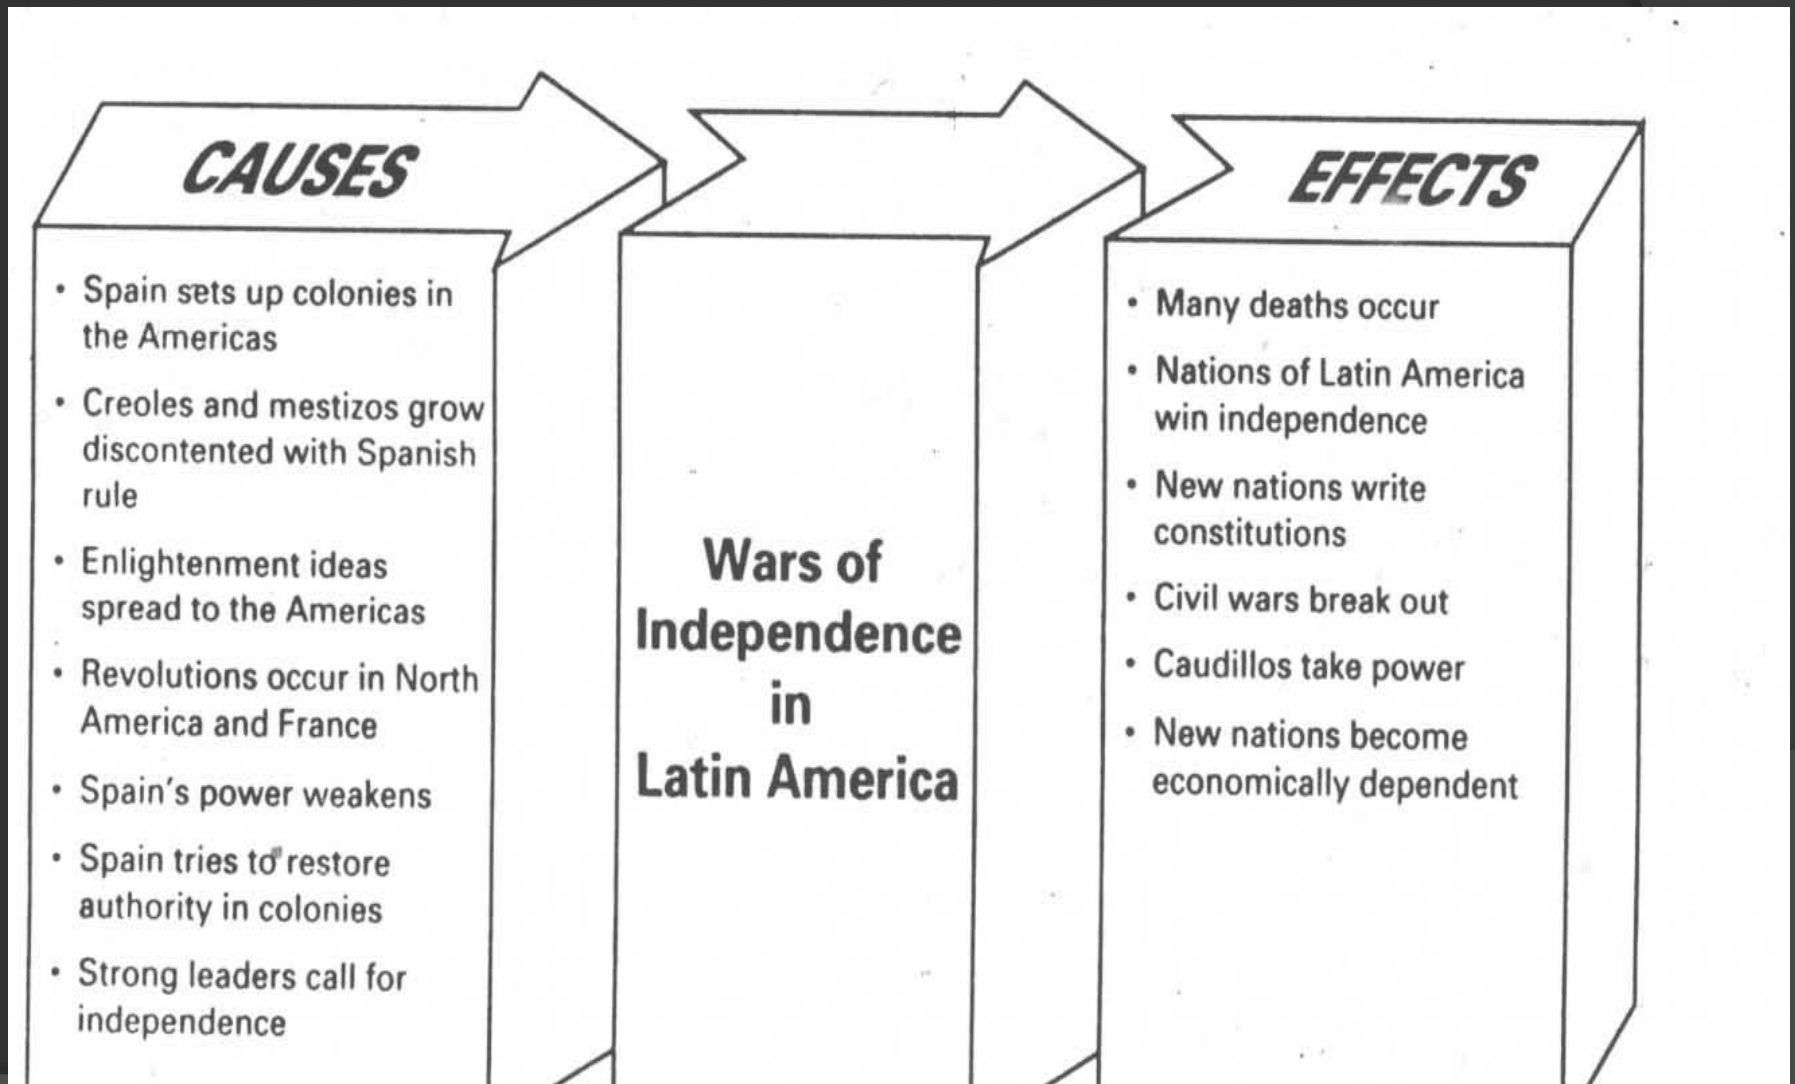 CAUSES
• Spain sets up colonies in
the Americas
• Creoles and mestizos grow
discontented with Spanish
rule
• Enlightenment ideas
spread to the Americas
• Revolutions occur in North
America and France
• Spain's power weakens
• Spain tries to restore
authority in colonies
• Strong leaders call for
independence
Wars of
Independence
in
Latin America
EFFECTS
• Many deaths occur
• Nations of Latin America
win independence
• New nations write
constitutions
• Civil wars break out
• Caudillos take power
• New nations become
economically dependent